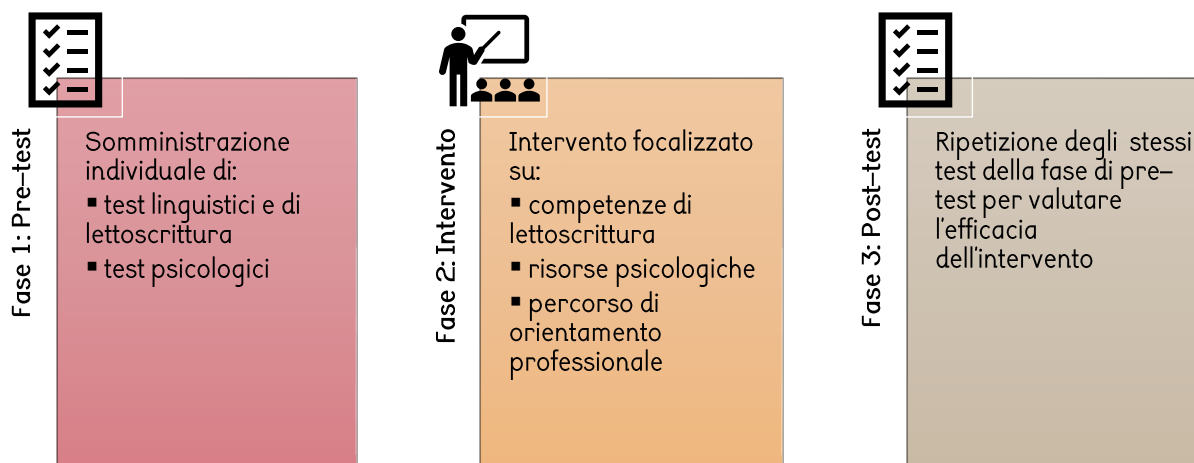 Fase 1: Pre-test
Somministrazione
individuale di:
▪ test linguistici e di
lettoscrittura
▪ test psicologici
Fase 2: Intervento
Intervento focalizzato
su:
▪ competenze di
lettoscrittura
▪ risorse psicologiche
▪ percorso di
orientamento
professionale
Fase 3: Post-test
Ripetizione degli stessi
test della fase di pre-
test per valutare
l'efficacia
dell'intervento